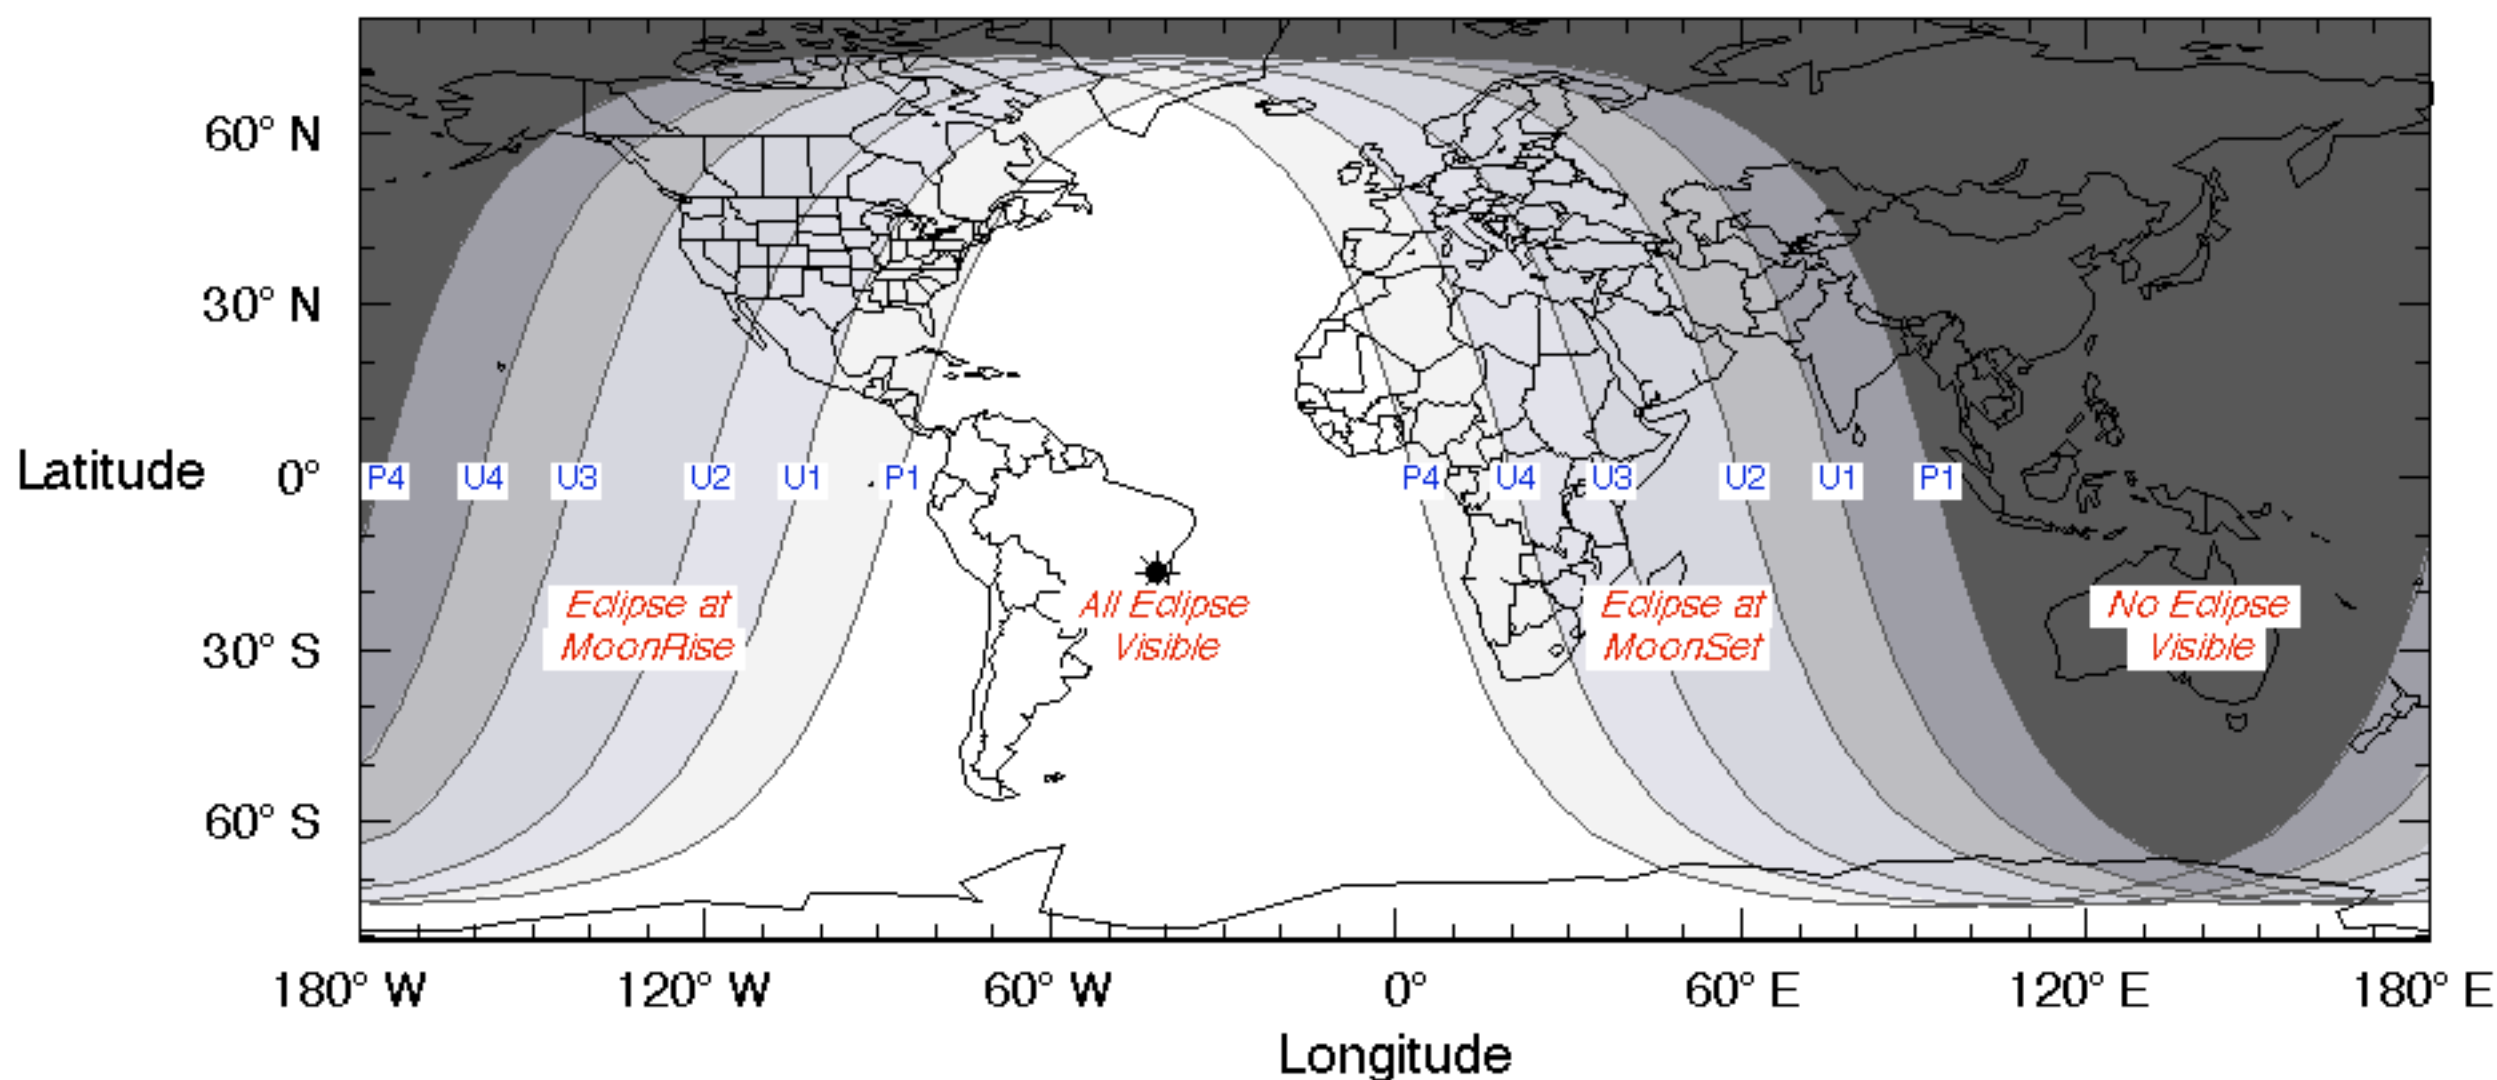 60° N
30° N
Latitude 0°
P4 U4 U3 U2 U1 P1 P4 U4 U3 U2 U1 P1
Eclipse at
MoonRise
All Eclipse
Visible
Eclipse at
MoonSet
No Eclipse
Visible
30° S
60° S
180° W 120° W 60° W 0° 60° E 120° E 180° E
Longitude